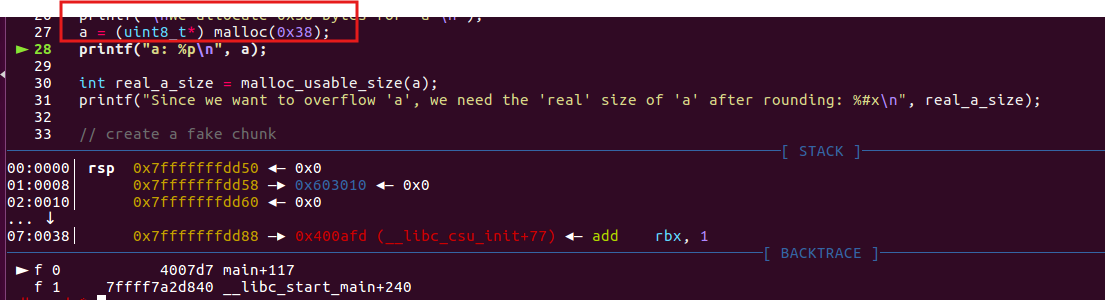 27   a = (uint8_t*) malloc(0x38);
► 28   printf("a: %p\n", a);
29
30   int real_a_size = malloc_usable_size(a);
31   printf("Since we want to overflow 'a', we need the 'real' size of 'a' after rounding: %#x\n", real_a_size);
32
33   // create a fake chunk
[ STACK ]
00:0000│ rsp  0x7fffffffdd50 ◂— 0x0
01:0008│      0x7fffffffdd58 —▸ 0x603010 ◂— 0x0
02:0010│      0x7fffffffdd60 ◂— 0x0
... ↓
07:0038│      0x7fffffffdd88 —▸ 0x400afd (__libc_csu_init+77) ◂— add    rbx, 1
[ BACKTRACE ]
► f 0           4007d7 main+117
f 1     7ffff7a2d840 __libc_start_main+240